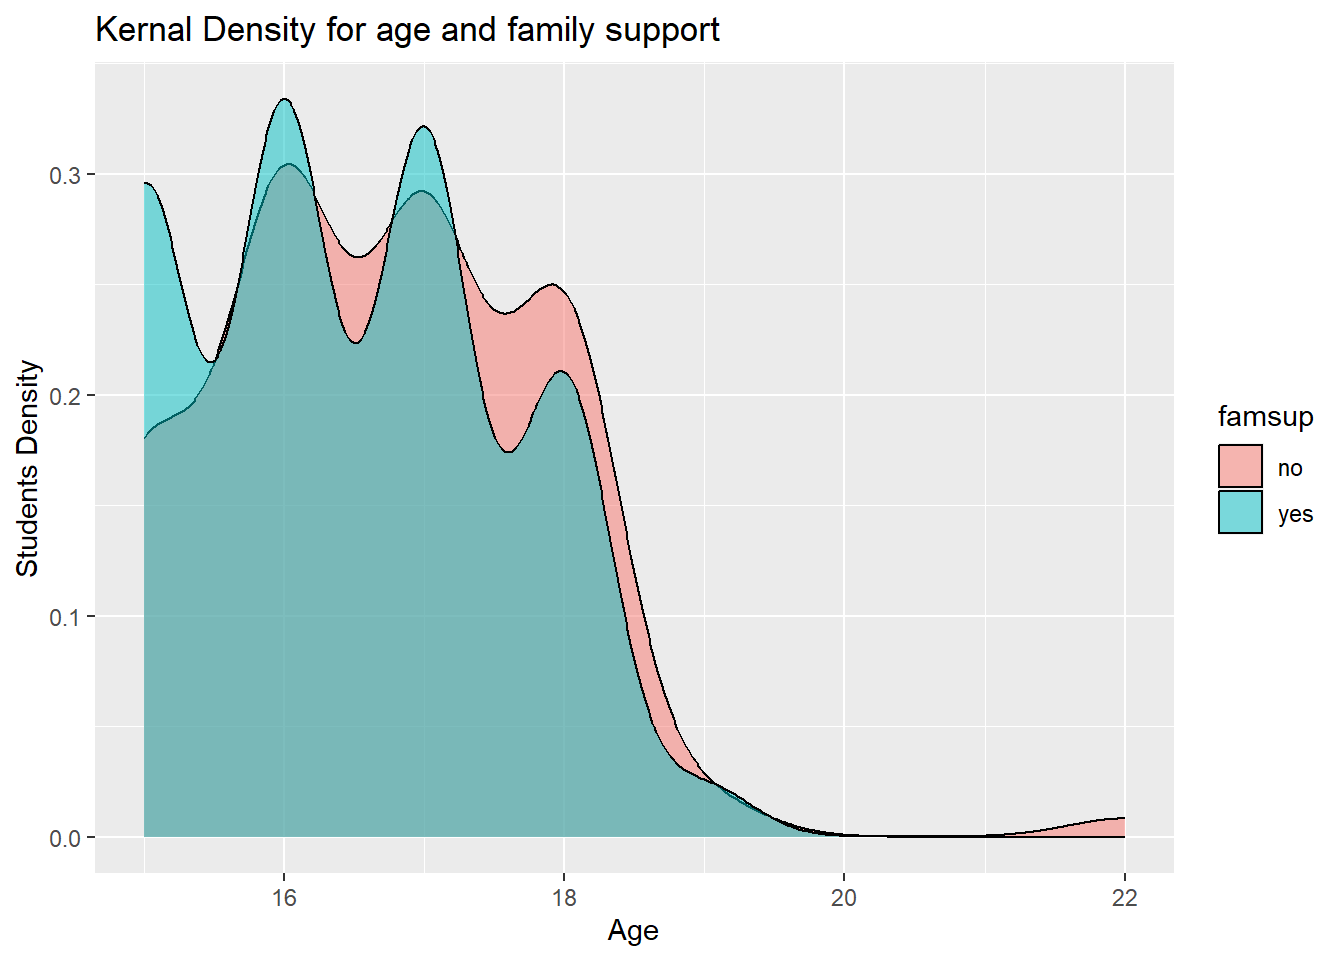 Kernal Density for age and family support
Students Density
0.3
0.2
0.1
0.0
16
18
20
22
Age
famsup
no
yes